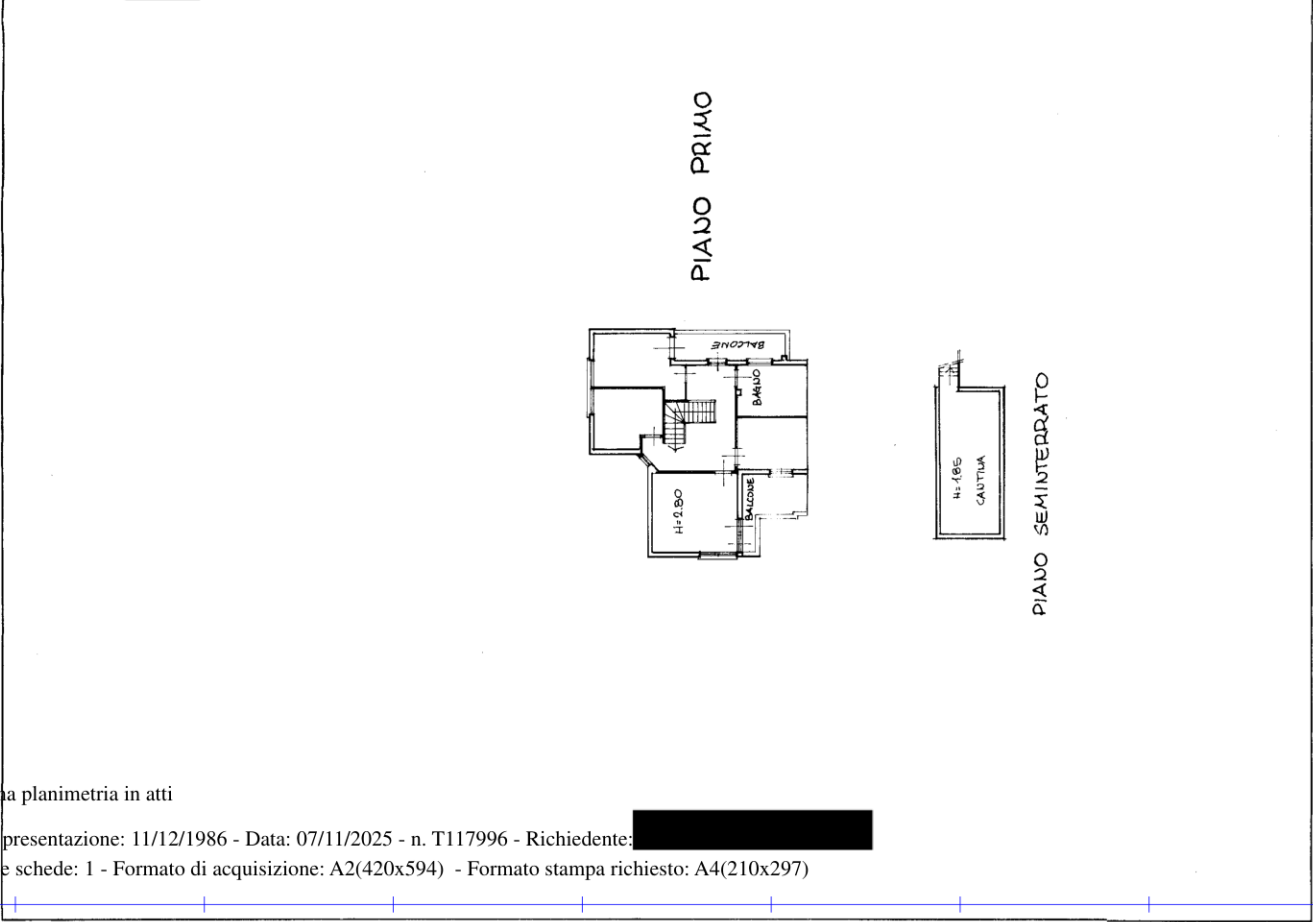 PIANO PRIMO
BALCONE
BAGNO
BALCONE
H=2.80
H=1.85
CANTINA
PIANO SEMINTERRATO
na planimetria in atti
presentazione: 11/12/1986 - Data: 07/11/2025 - n. T117996 - Richiedente:
e schede: 1 - Formato di acquisizione: A2(420x594) - Formato stampa richiesto: A4(210x297)